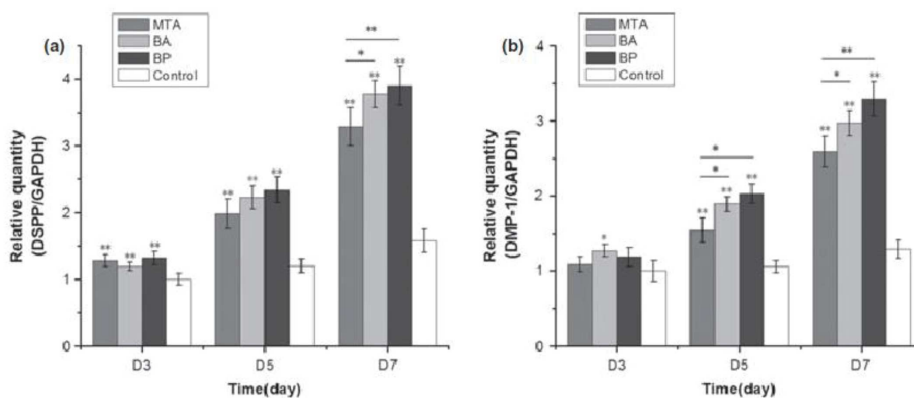 (a)
MTA
BA
BP
Control
Relative quantity
(DSPP/GAPDH)
4
3
2
1
0
** ** **
** ** **
** ** **
*
**
D3 D5 D7
Time(day)
(b)
MTA
BA
BP
Control
Relative quantity
(DMP-1/GAPDH)
4
3
2
1
0
*
** ** **
*
*
** ** **
*
**
D3 D5 D7
Time(day)